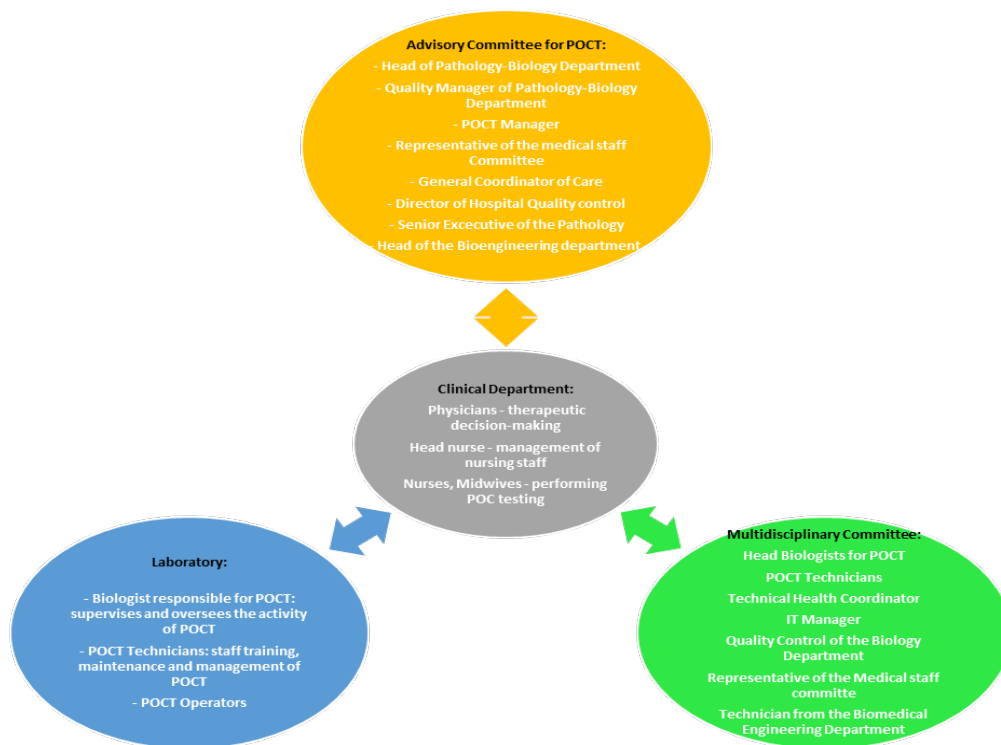 Advisory Committee for POCT:
- Head of Pathology-Biology Department
- Quality Manager of Pathology-Biology
Department
- POCT Manager
- Representative of the medical staff
Committee
- General Coordinator of Care
- Director of Hospital Quality control
- Senior Excecutive of the Pathology
- Head of the Bioengineering department
Clinical Department:
Physicians - therapeutic
decision-making
Head nurse - management of
nursing staff
Nurses, Midwives - performing
POC testing
Laboratory:
- Biologist responsible for POCT:
supervises and oversees the activity
of POCT
- POCT Technicians: staff training,
maintenance and management of
POCT
- POCT Operators
Multidisciplinary Committee:
Head Biologists for POCT
POCT Technicians
Technical Health Coordinator
IT Manager
Quality Control of the Biology
Department
Representative of the Medical staff
committe
Technician from the Biomedical
Engineering Department